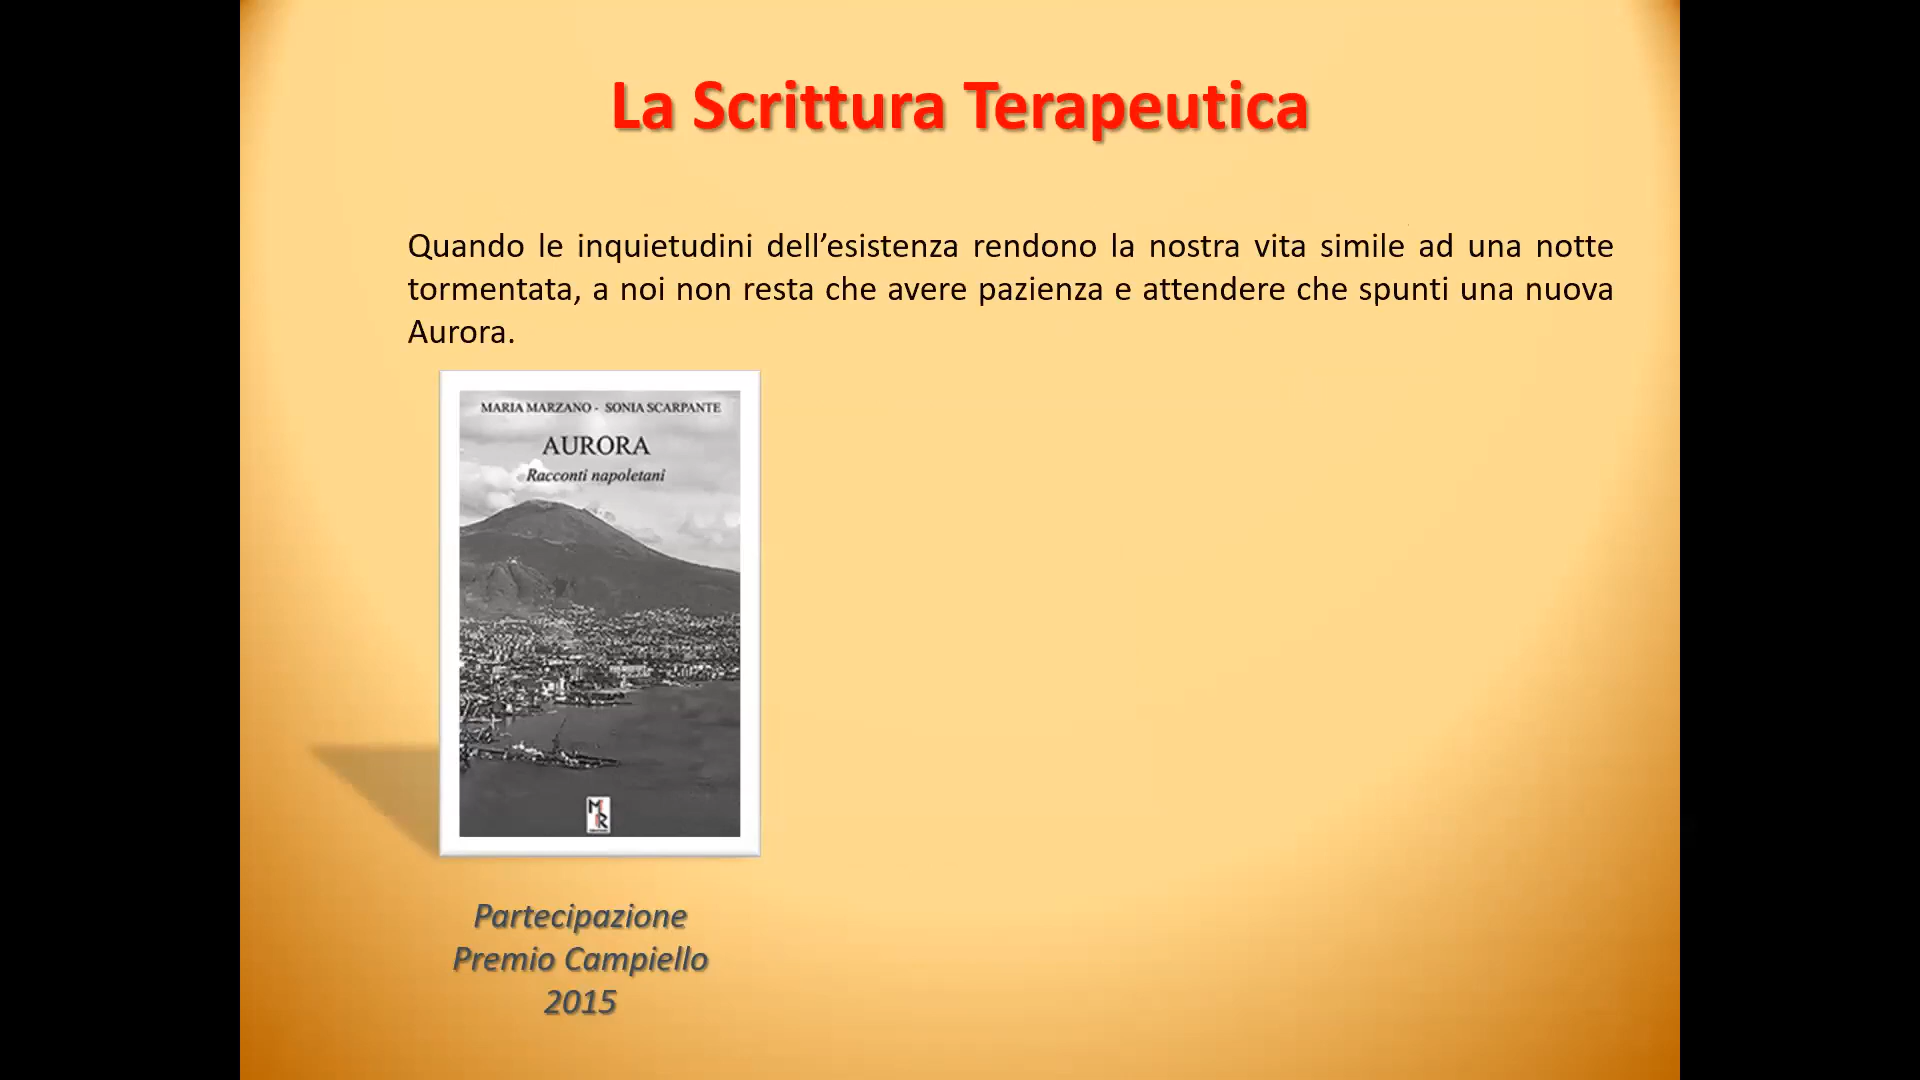 La Scrittura Terapeutica
Quando le inquietudini dell’esistenza rendono la nostra vita simile ad una notte
tormentata, a noi non resta che avere pazienza e attendere che spunti una nuova
Aurora.
MARIA MARZANO - SONIA SCARPANTE
AURORA
Racconti napoletani
M R
Partecipazione
Premio Campiello
2015